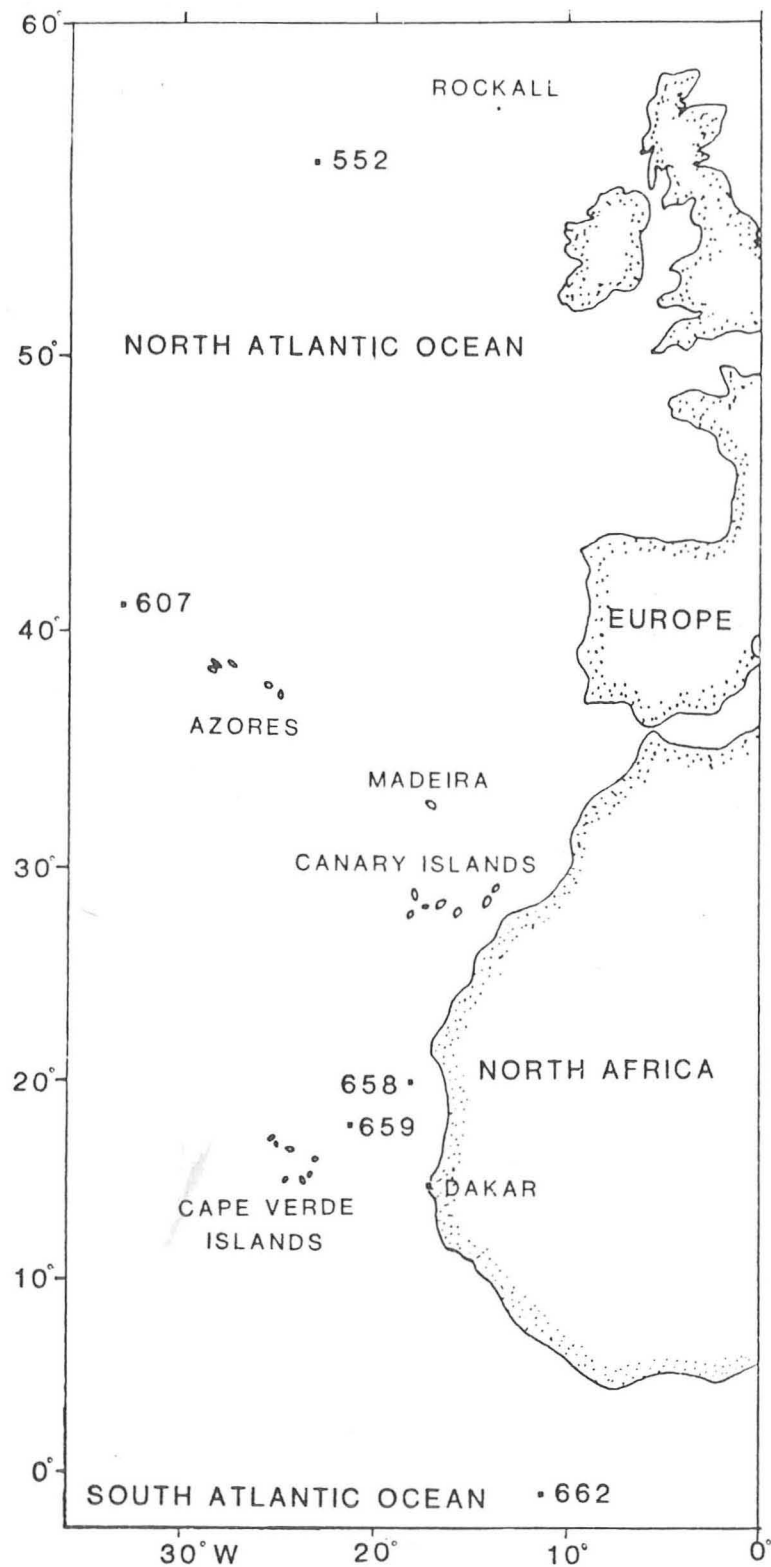 60°
ROCKALL
552
50°
NORTH ATLANTIC OCEAN
607
40°
EUROPE
AZORES
MADEIRA
30°
CANARY ISLANDS
20°
658
NORTH AFRICA
659
DAKAR
CAPE VERDE
ISLANDS
10°
0°
SOUTH ATLANTIC OCEAN
662
30° W
20°
10°
0°